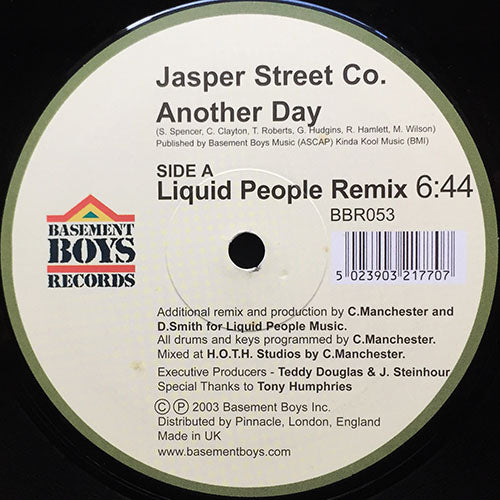 Jasper Street Co.
Another Day
(S. Spencer, C. Clayton, T. Roberts, G. Hudgins, R. Hamlett, M. Wilson)
Published by Basement Boys Music (ASCAP) Kinda Kool Music (BMI)
SIDE A
Liquid People Remix 6:44
BBR053
BASEMENT
BOYS
RECORDS
5 023903 217707
Additional remix and production by C.Manchester and
D.Smith for Liquid People Music.
All drums and keys programmed by C.Manchester.
Mixed at H.O.T.H. Studios by C.Manchester.
Executive Producers - Teddy Douglas & J. Steinhour
Special Thanks to Tony Humphries
© ℗ 2003 Basement Boys Inc.
Distributed by Pinnacle, London, England
Made in UK
www.basementboys.com